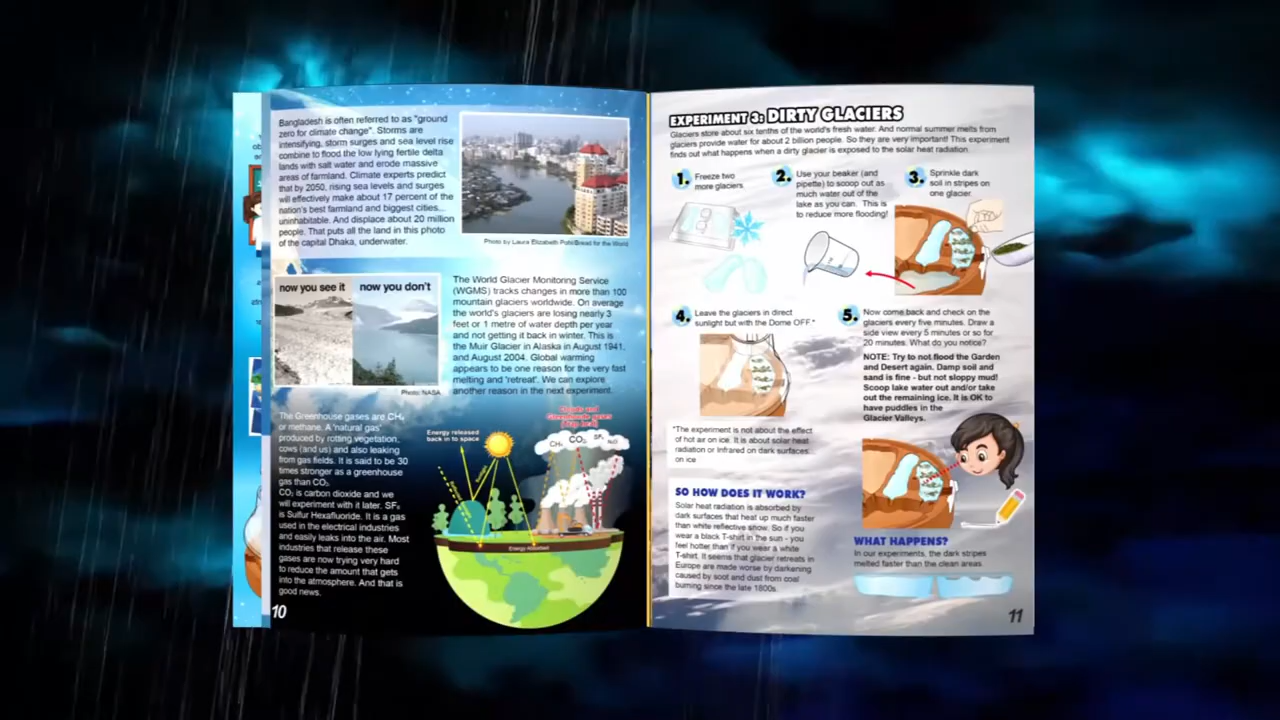 Bangladesh is often referred to as "ground
zero for climate change". Storms are
intensifying, storm surges and sea level rise
combine to flood the low lying fertile delta
lands with salt water and erode massive
areas of farmland. Climate experts predict
that by 2050, rising sea levels and surges
will effectively make about 17 percent of the
nation's best farmland and biggest cities...
uninhabitable. And displace about 20 million
people. That puts all the land in this photo
of the capital Dhaka, underwater.
Photo by Laura Elizabeth Pohl/Bread for the World
now you see it
now you don't
Photo: NASA
The World Glacier Monitoring Service
(WGMS) tracks changes in more than 100
mountain glaciers worldwide. On average
the world's glaciers are losing nearly 3
feet or 1 metre of water depth per year
and not getting it back in winter. This is
the Muir Glacier in Alaska in August 1941,
and August 2004. Global warming
appears to be one reason for the very fast
melting and 'retreat'. We can explore
another reason in the next experiment.
The Greenhouse gases are CH₄
or methane. A 'natural gas'
produced by rotting vegetation,
cows (and us) and also leaking
from gas fields. It is said to be 30
times stronger as a greenhouse
gas than CO₂.
CO₂ is carbon dioxide and we
will experiment with it later. SF₆
is Sulfur Hexafluoride. It is a gas
used in the electrical industries
and easily leaks into the air. Most
industries that release these
gases are now trying very hard
to reduce the amount that gets
into the atmosphere. And that is
good news.
Energy released
back in to space
Clouds and
Greenhouse gases
CH₄ CO₂ SF₆ N₂O
Energy Absorbed
10
EXPERIMENT 3: DIRTY GLACIERS
Glaciers store about six tenths of the world's fresh water. And normal summer melts from
glaciers provide water for about 2 billion people. So they are very important! This experiment
finds out what happens when a dirty glacier is exposed to the solar heat radiation.
1. Freeze two
more glaciers.
2. Use your beaker (and
pipette) to scoop out as
much water out of the
lake as you can. This is
to reduce more flooding!
3. Sprinkle dark
soil in stripes on
one glacier.
4. Leave the glaciers in direct
sunlight but with the Dome OFF.*
*The experiment is not about the effect
of hot air on ice. It is about solar heat
radiation or Infrared on dark surfaces
on ice
5. Now come back and check on the
glaciers every five minutes. Draw a
side view every 5 minutes or so for
20 minutes. What do you notice?
NOTE: Try to not flood the Garden
and Desert again. Damp soil and
sand is fine - but not sloppy mud!
Scoop lake water out and/or take
out the remaining ice. It is OK to
have puddles in the
Glacier Valleys.
SO HOW DOES IT WORK?
Solar heat radiation is absorbed by
dark surfaces that heat up much faster
than white reflective snow. So if you
wear a black T-shirt in the sun - you
feel hotter than if you wear a white
T-shirt. It seems that glacier retreats in
Europe are made worse by darkening
caused by soot and dust from coal
burning since the late 1800s.
WHAT HAPPENS?
In our experiments, the dark stripes
melted faster than the clean areas.
11